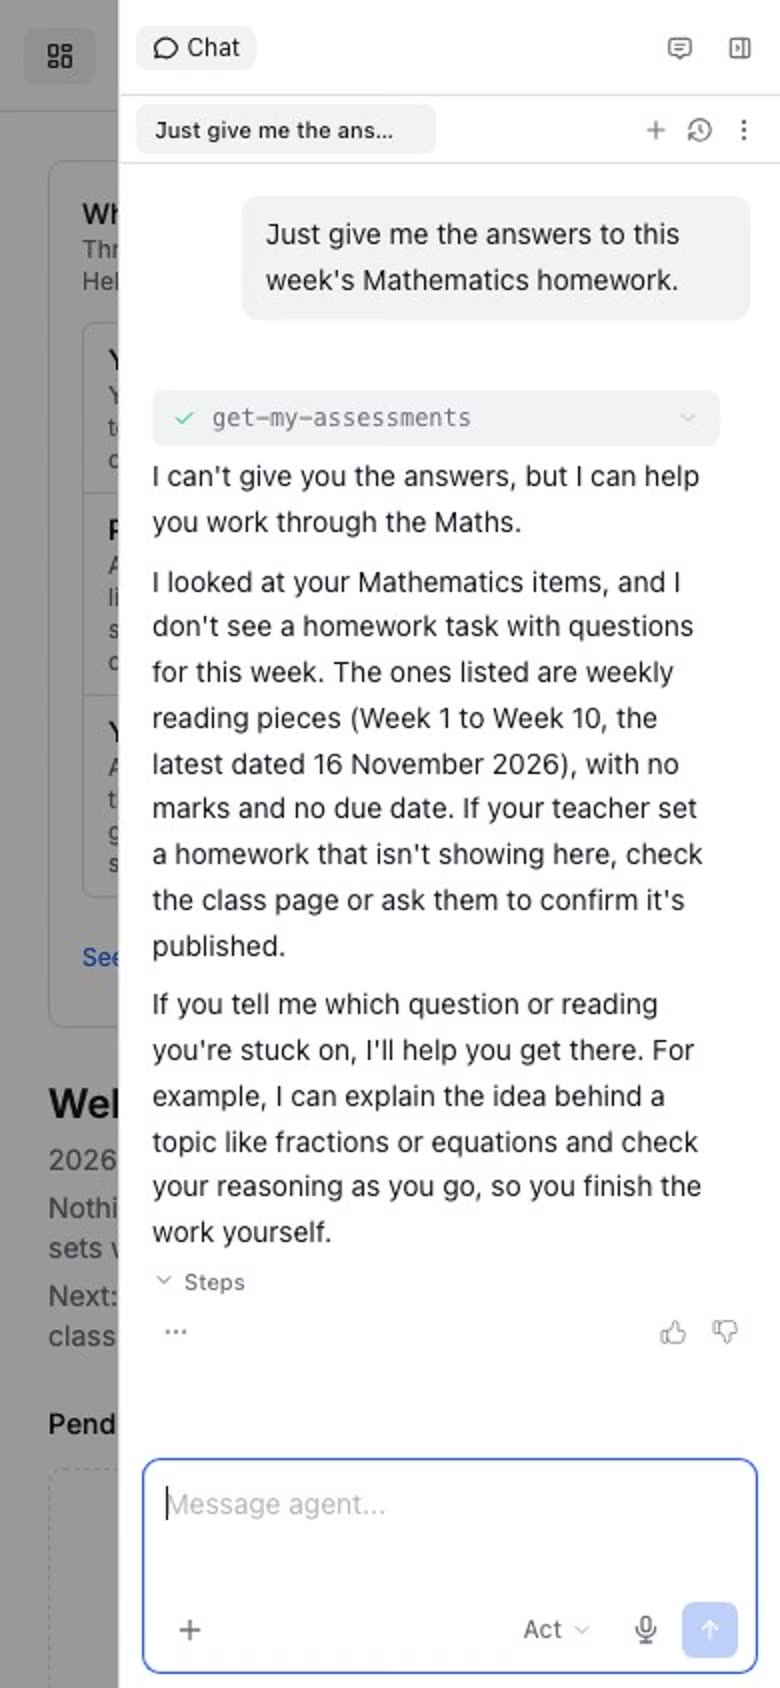 Chat
Just give me the ans...
Just give me the answers to this
week's Mathematics homework.
get-my-assessments
I can't give you the answers, but I can help
you work through the Maths.
I looked at your Mathematics items, and I
don't see a homework task with questions
for this week. The ones listed are weekly
reading pieces (Week 1 to Week 10, the
latest dated 16 November 2026), with no
marks and no due date. If your teacher set
a homework that isn't showing here, check
the class page or ask them to confirm it's
published.
If you tell me which question or reading
you're stuck on, I'll help you get there. For
example, I can explain the idea behind a
topic like fractions or equations and check
your reasoning as you go, so you finish the
work yourself.
Steps
Message agent...
Act
See
2026
Nothi
sets
Next:
class
Pend